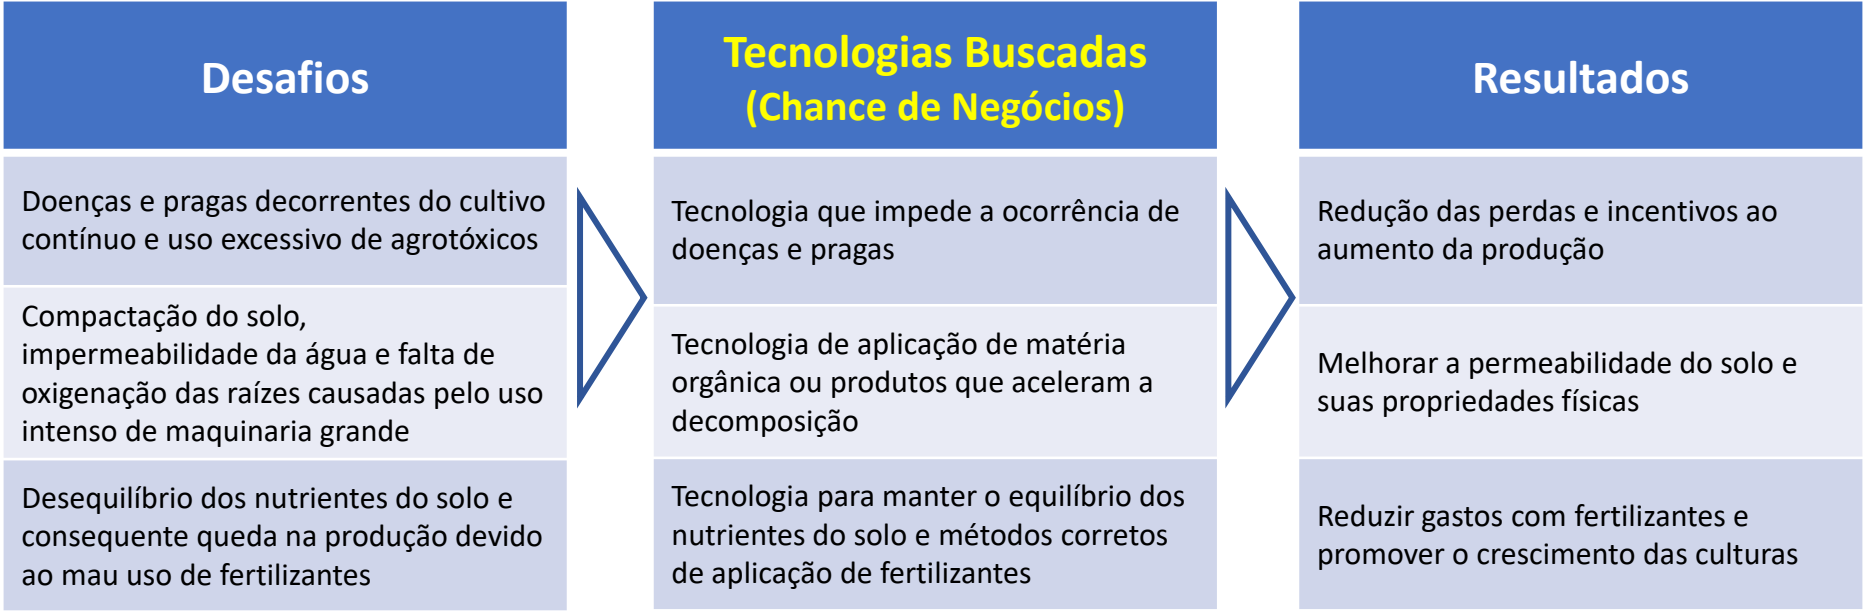 Desafios
Doenças e pragas decorrentes do cultivo
contínuo e uso excessivo de agrotóxicos
Compactação do solo,
impermeabilidade da água e falta de
oxigenação das raízes causadas pelo uso
intenso de maquinaria grande
Desequilíbrio dos nutrientes do solo e
consequente queda na produção devido
ao mau uso de fertilizantes
Tecnologias Buscadas
(Chance de Negócios)
Tecnologia que impede a ocorrência de
doenças e pragas
Tecnologia de aplicação de matéria
orgânica ou produtos que aceleram a
decomposição
Tecnologia para manter o equilíbrio dos
nutrientes do solo e métodos corretos
de aplicação de fertilizantes
Resultados
Redução das perdas e incentivos ao
aumento da produção
Melhorar a permeabilidade do solo e
suas propriedades físicas
Reduzir gastos com fertilizantes e
promover o crescimento das culturas